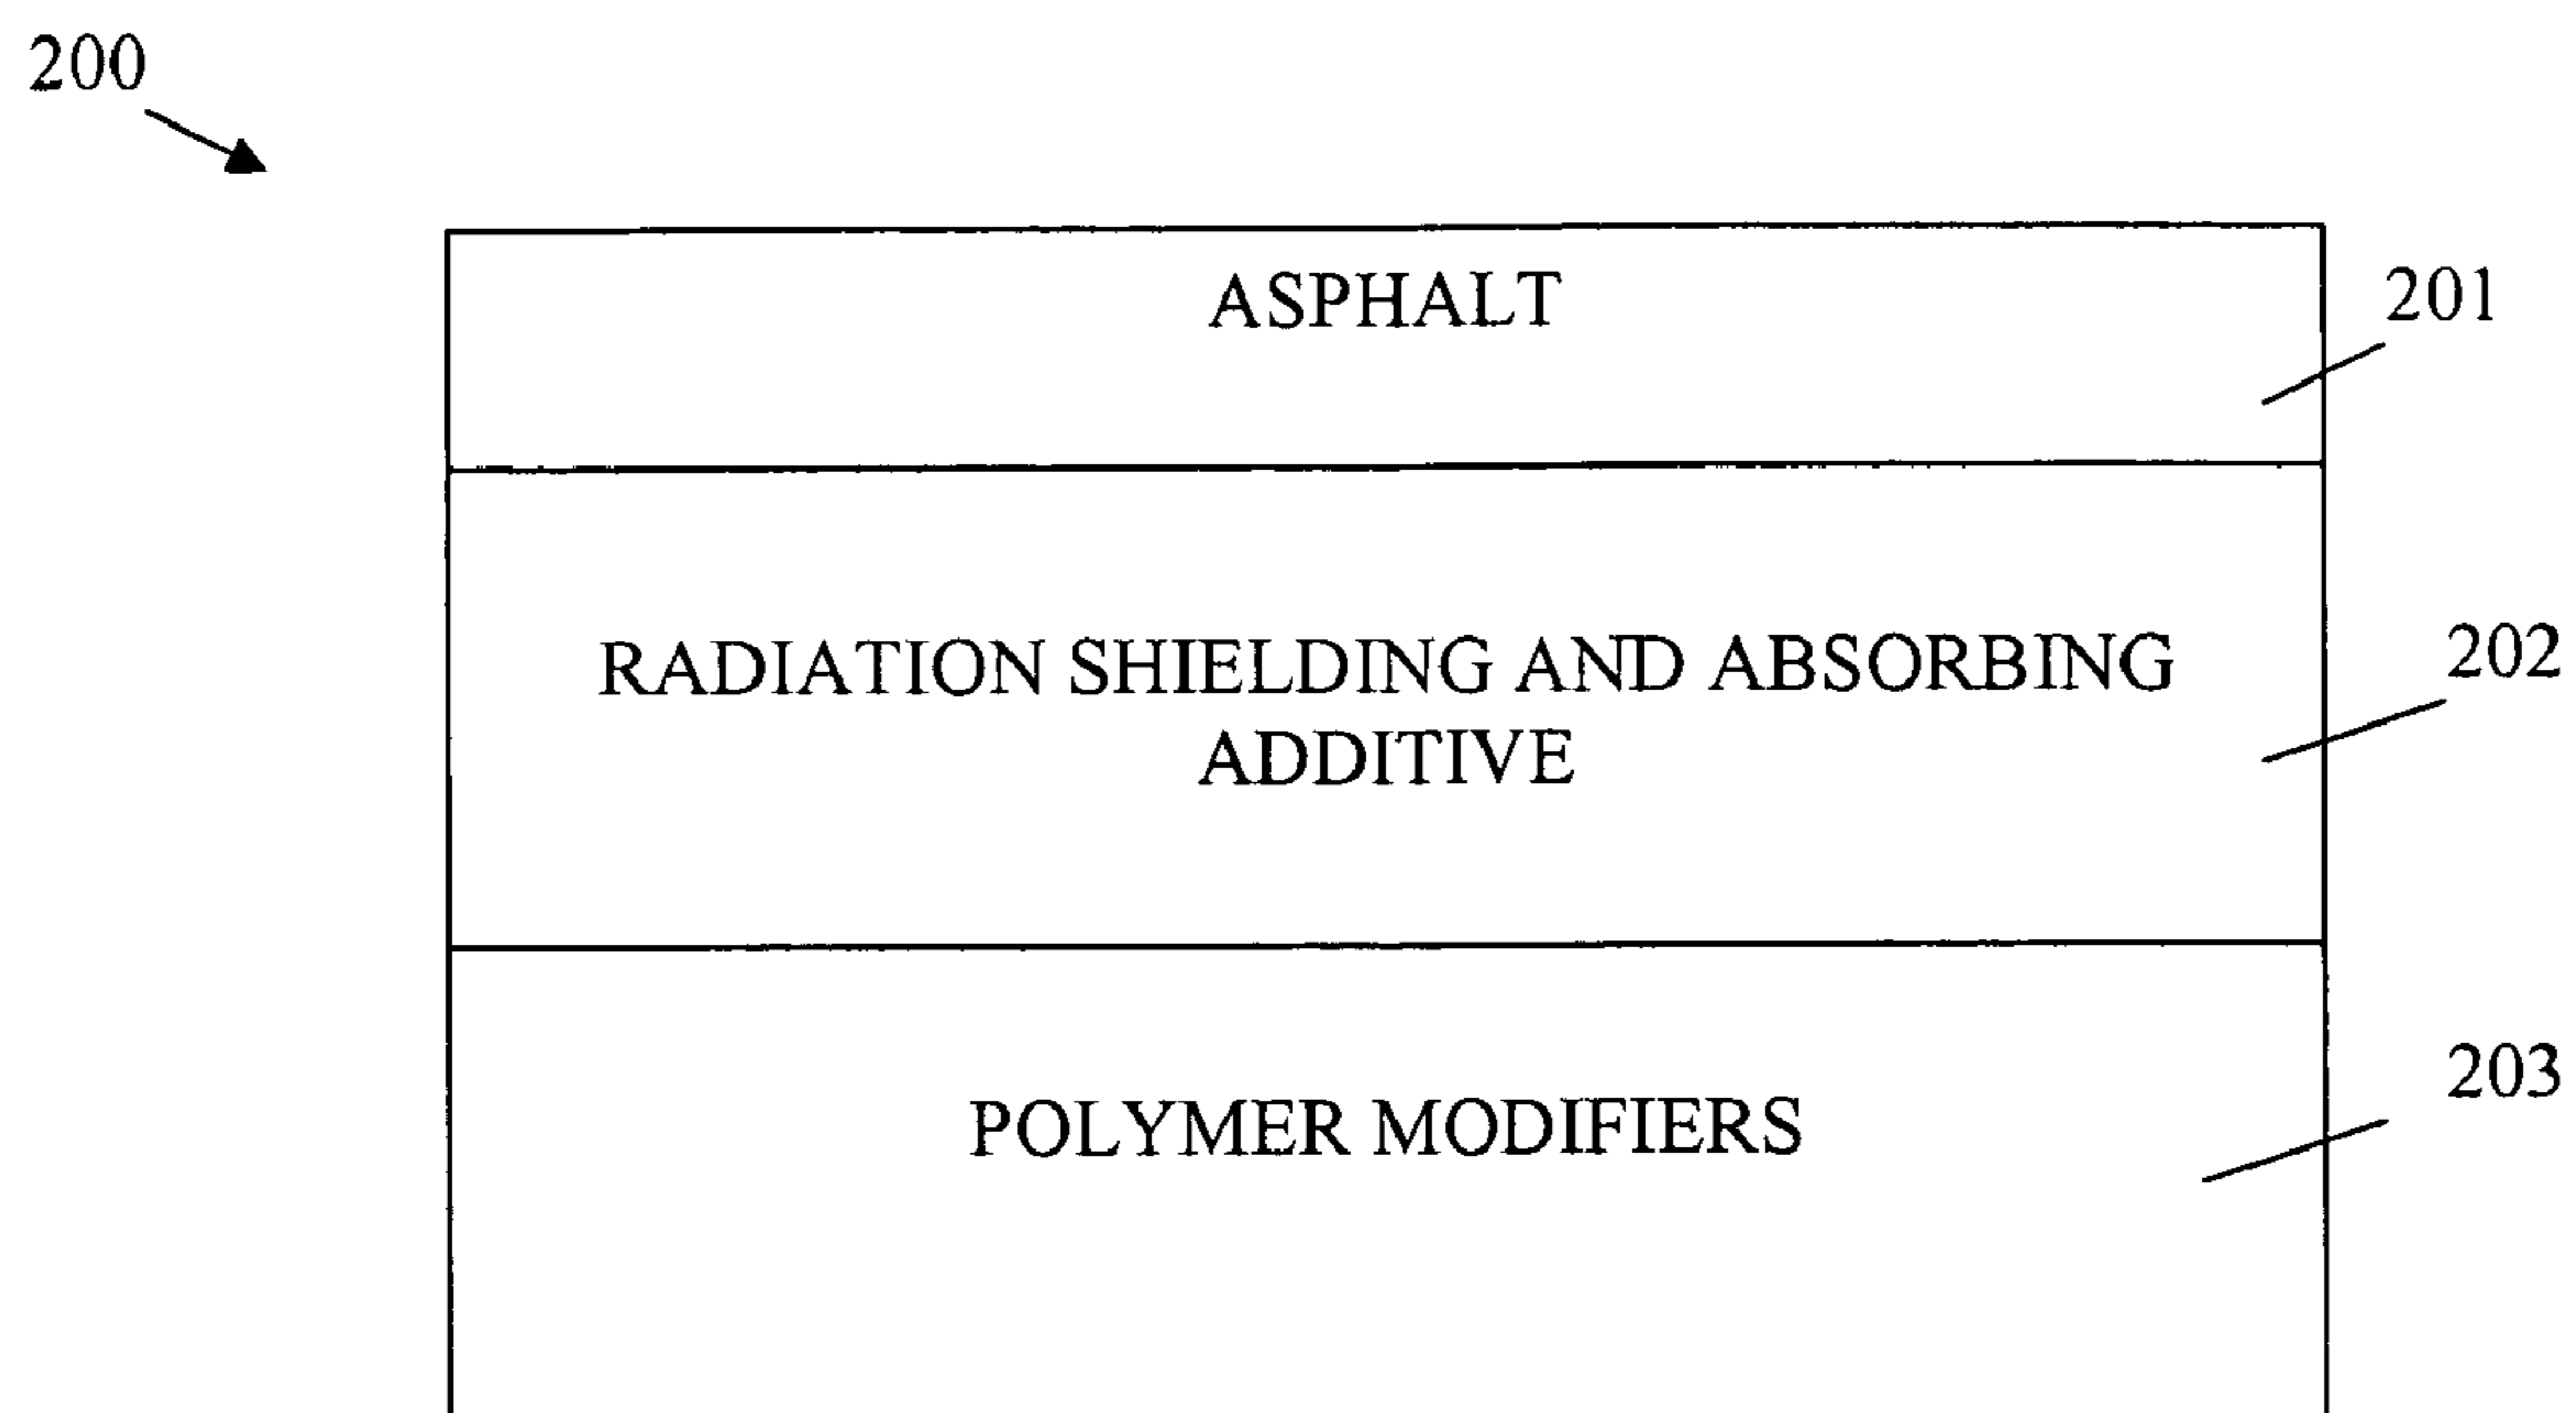 200
ASPHALT
201
RADIATION SHIELDING AND ABSORBING
ADDITIVE
202
POLYMER MODIFIERS
203